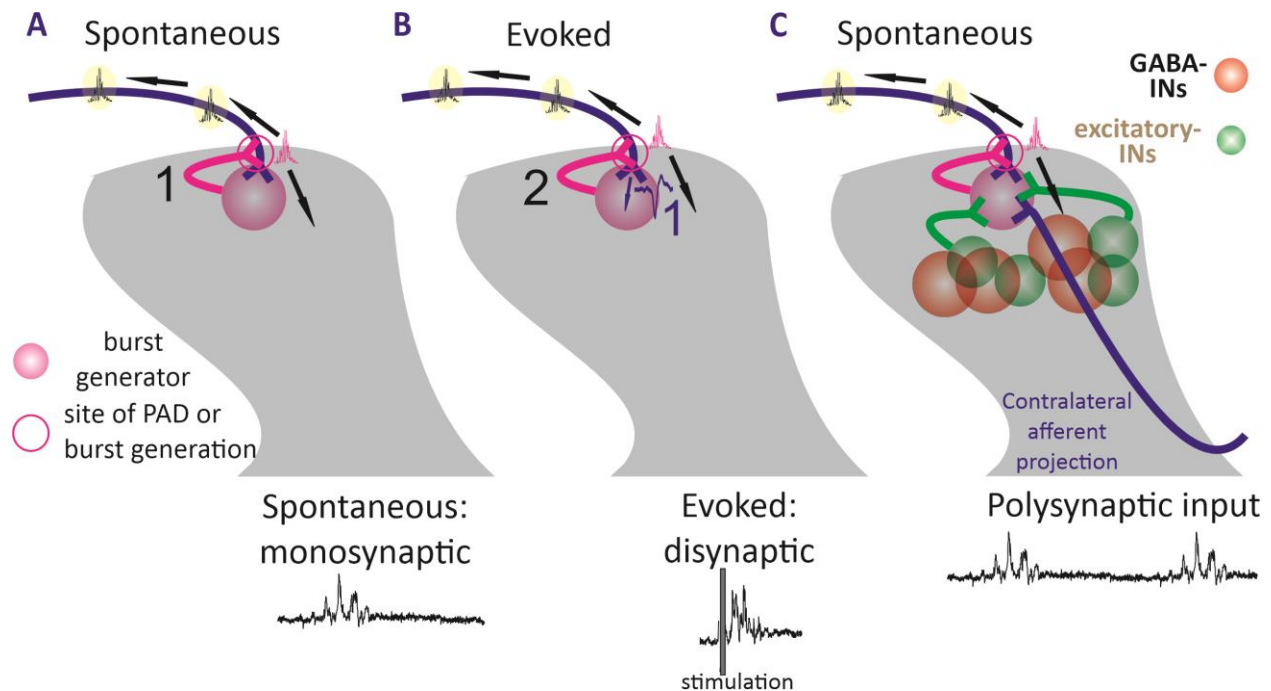 A
Spontaneous
B
Evoked
C
Spontaneous
GABA-
INs
excitatory-
INs
1
2
1
burst
generator
site of PAD or
burst generation
Contralateral
afferent
projection
Spontaneous:
monosynaptic
Evoked:
disynaptic
stimulation
Polysynaptic input